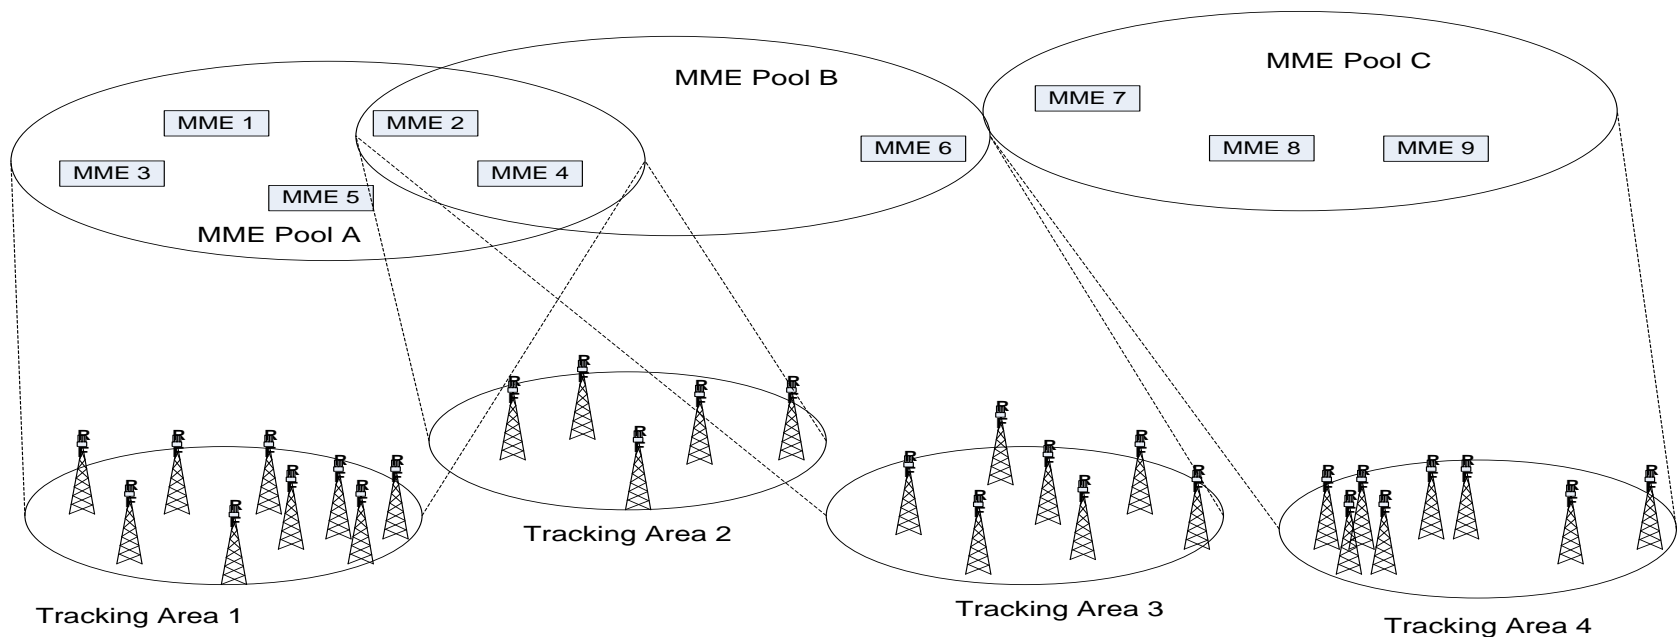 MME Pool C
MME Pool B
MME 7
MME 1
MME 2
MME 6
MME 8
MME 9
MME 3
MME 4
MME 5
MME Pool A
Tracking Area 2
Tracking Area 1
Tracking Area 3
Tracking Area 4